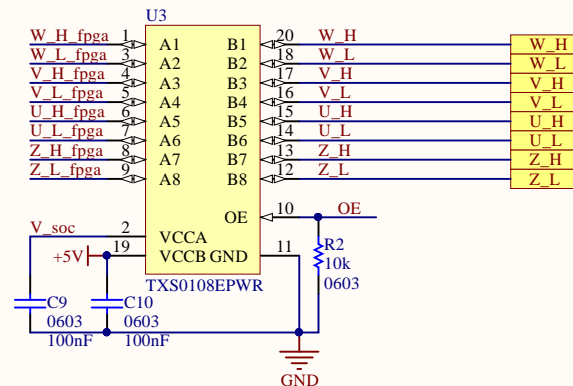 U3
W_H_fpga 1 A1 B1 20 W_H W_H
W_L_fpga 3 A2 B2 18 W_L W_L
V_H_fpga 4 A3 B3 17 V_H V_H
V_L_fpga 5 A4 B4 16 V_L V_L
U_H_fpga 6 A5 B5 15 U_H U_H
U_L_fpga 7 A6 B6 14 U_L U_L
Z_H_fpga 8 A7 B7 13 Z_H Z_H
Z_L_fpga 9 A8 B8 12 Z_L Z_L
OE 10 OE
V_soc 2 VCCA
+5V 19 VCCB GND 11
R2
10k
0603
TXS0108EPWR
C9 C10
0603 0603
100nF 100nF
GND